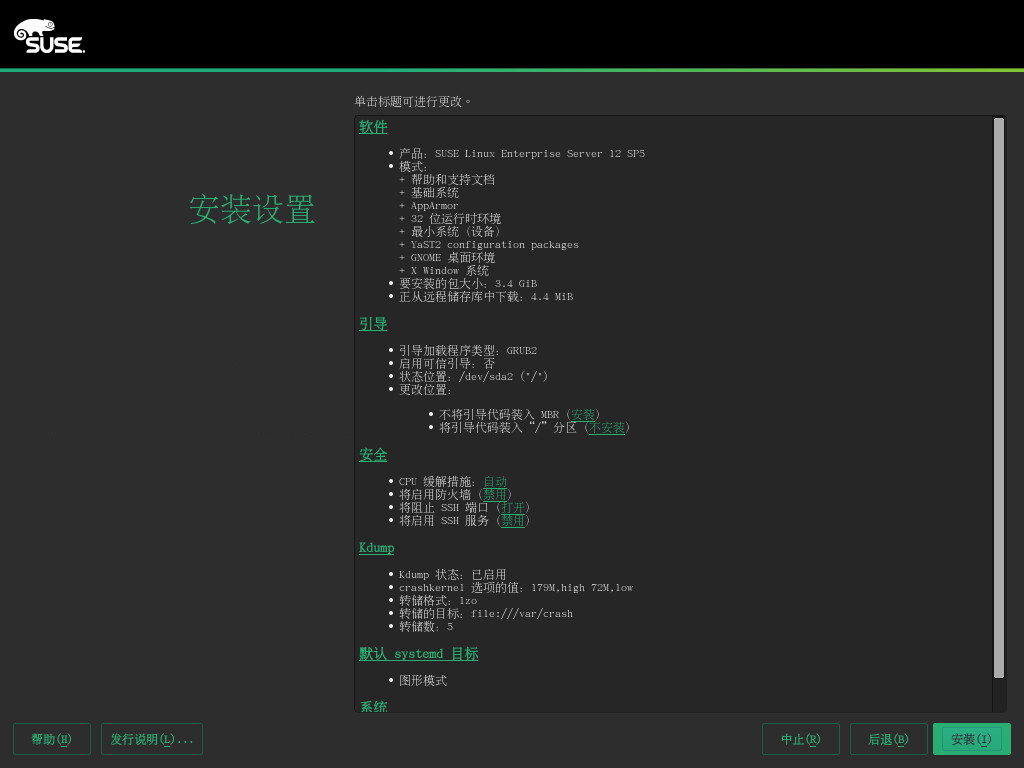 SUSE
单击标题可进行更改。
安装设置
软件
• 产品: SUSE Linux Enterprise Server 12 SP5
• 模式:
+ 帮助和支持文档
+ 基础系统
+ AppArmor
+ 32 位运行时环境
+ 最小系统（设备）
+ YaST2 configuration packages
+ GNOME 桌面环境
+ X Window 系统
• 要安装的包大小: 3.4 GiB
• 正从远程储存库中下载: 4.4 MiB
引导
• 引导加载程序类型: GRUB2
• 启用可信引导: 否
• 状态位置: /dev/sda2 ("/")
• 更改位置:
• 不将引导代码装入 MBR (安装)
• 将引导代码装入“/”分区 (不安装)
安全
• CPU 缓解措施: 自动
• 将启用防火墙 (禁用)
• 将阻止 SSH 端口 (打开)
• 将启用 SSH 服务 (禁用)
Kdump
• Kdump 状态: 已启用
• crashkernel 选项的值: 179M,high 72M,low
• 转储格式: lzo
• 转储的目标: file:///var/crash
• 转储数: 5
默认 systemd 目标
• 图形模式
系统
帮助(H) 发行说明(L)... 中止(R) 后退(B) 安装(I)